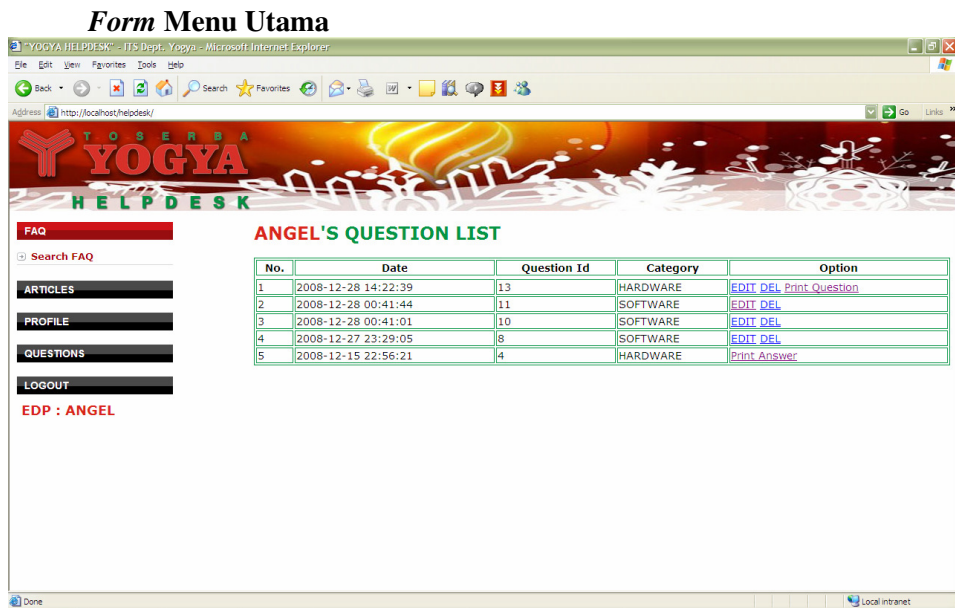 Form Menu Utama
"YOGYA HELPDESK" - ITS Dept. Yogya - Microsoft Internet Explorer
File Edit View Favorites Tools Help
Back Search Favorites
Address http://localhost/helpdesk/ Go Links »
TOSERBA
YOGYA
HELPDESK
FAQ
Search FAQ
ARTICLES
PROFILE
QUESTIONS
LOGOUT
EDP : ANGEL
ANGEL'S QUESTION LIST
No. Date Question Id Category Option
1 2008-12-28 14:22:39 13 HARDWARE EDIT DEL Print Question
2 2008-12-28 00:41:44 11 SOFTWARE EDIT DEL
3 2008-12-28 00:41:01 10 SOFTWARE EDIT DEL
4 2008-12-27 23:29:05 8 SOFTWARE EDIT DEL
5 2008-12-15 22:56:21 4 HARDWARE Print Answer
Done Local intranet